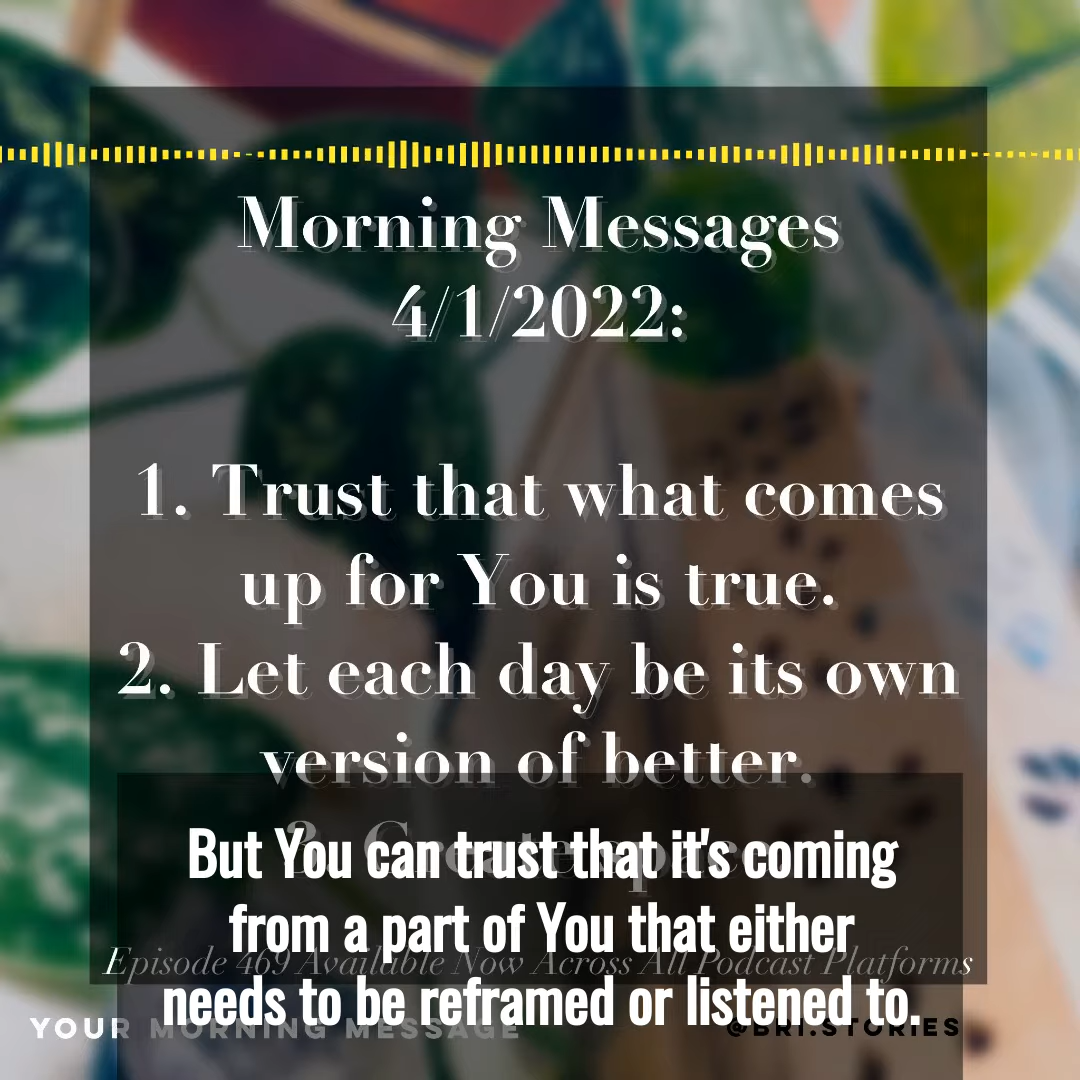 Morning Messages
4/1/2022:
1. Trust that what comes
up for You is true.
2. Let each day be its own
version of better.
3. Create space
But You can trust that it's coming
from a part of You that either
Episode 469 Available Now Across All Podcast Platforms
needs to be reframed or listened to.
YOUR MORNING MESSAGE
@BRI.STORIES